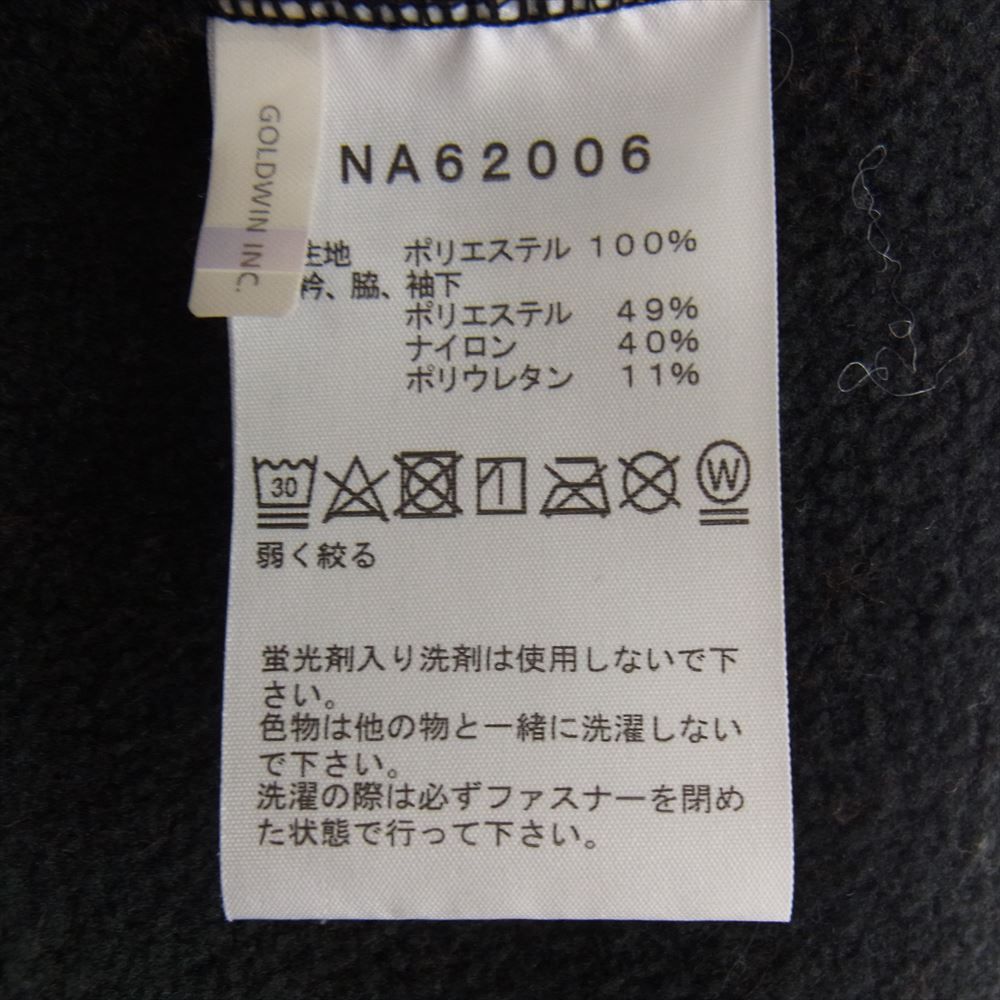 GOLDWIN INC.
NA62006
生地 ポリエステル 100%
衿、脇、袖下
ポリエステル 49%
ナイロン 40%
ポリウレタン 11%
30
W
弱く絞る
蛍光剤入り洗剤は使用しないで下
さい。
色物は他の物と一緒に洗濯しない
で下さい。
洗濯の際は必ずファスナーを閉め
た状態で行って下さい。